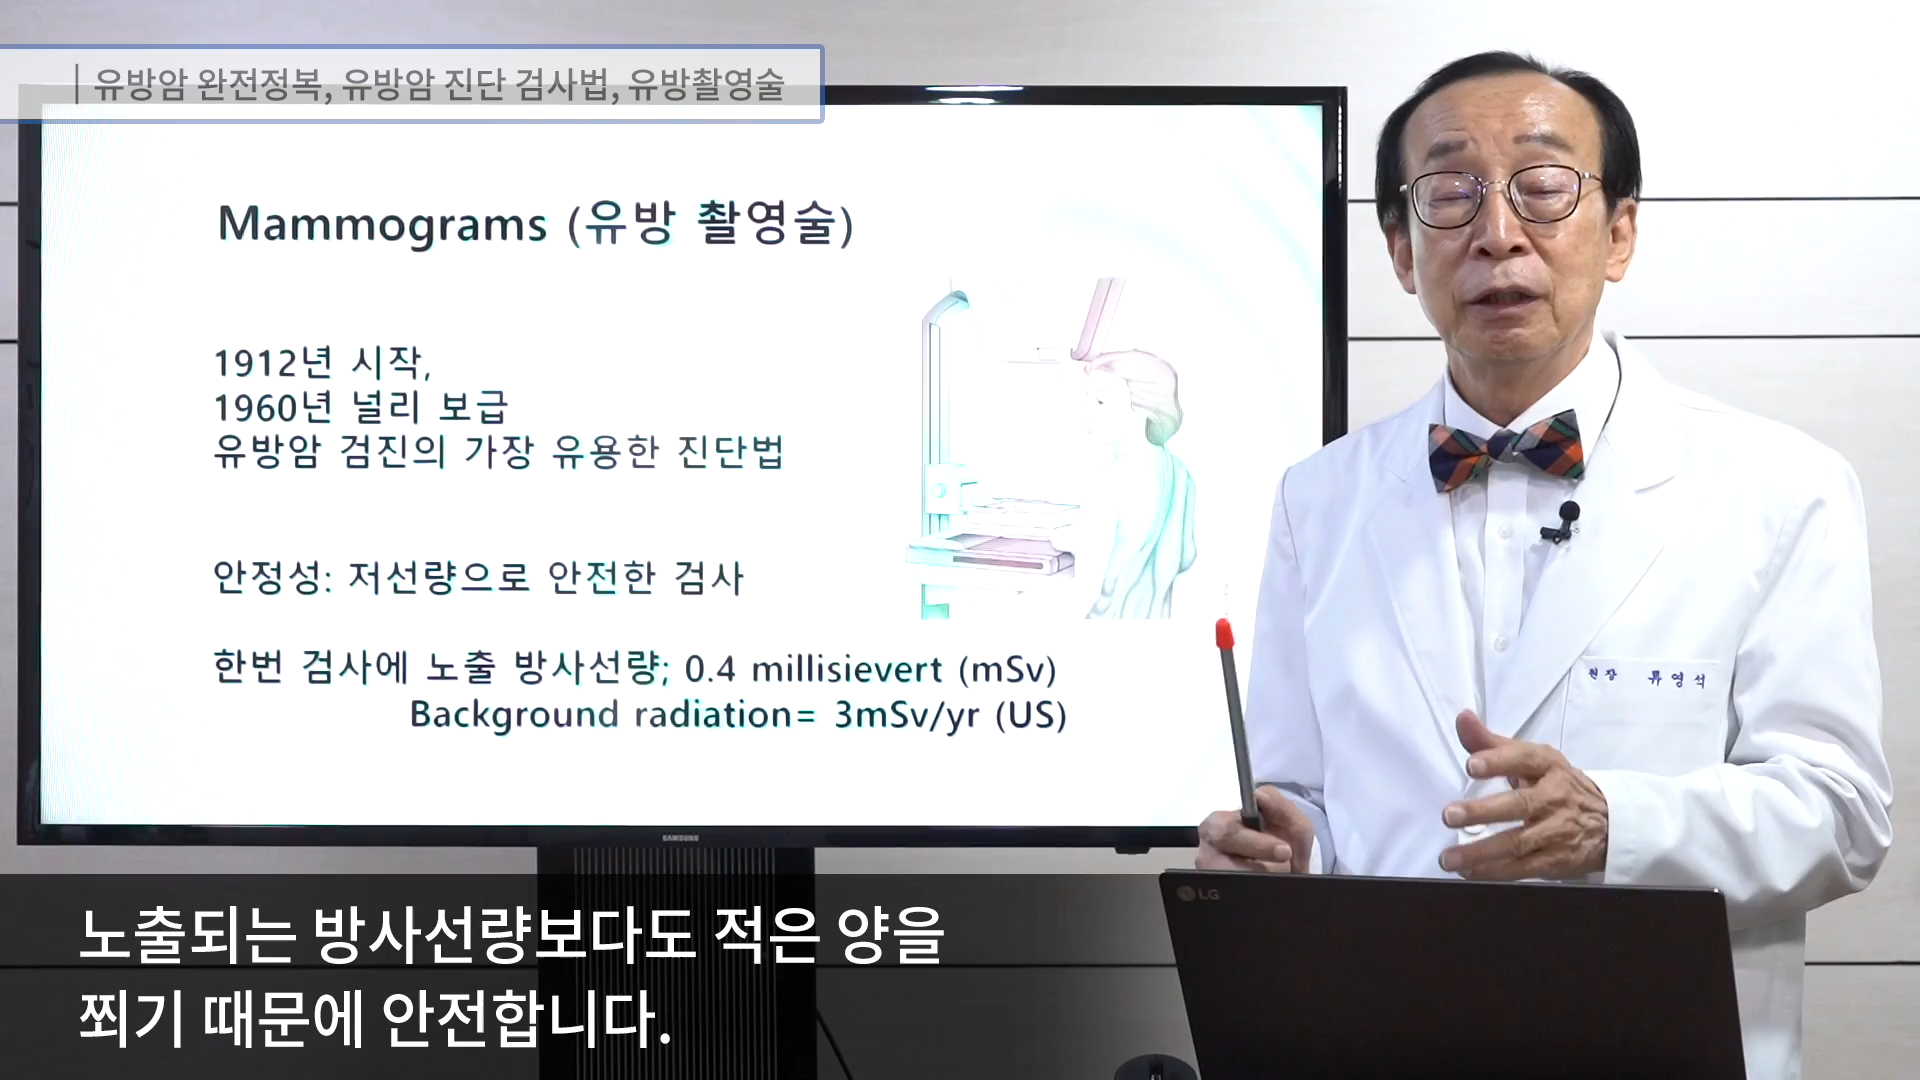 | 유방암 완전정복, 유방암 진단 검사법, 유방촬영술
Mammograms (유방 촬영술)
1912년 시작,
1960년 널리 보급
유방암 검진의 가장 유용한 진단법
안정성: 저선량으로 안전한 검사
한번 검사에 노출 방사선량; 0.4 millisievert (mSv)
Background radiation= 3mSv/yr (US)
SAMSUNG
원장 류영석
LG
노출되는 방사선량보다도 적은 양을
쬐기 때문에 안전합니다.